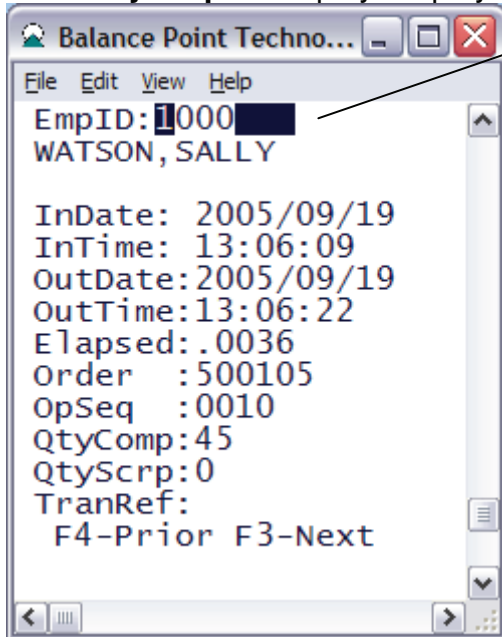 Balance Point Techno...
File Edit View Help
EmpID:1000
WATSON,SALLY
InDate: 2005/09/19
InTime: 13:06:09
OutDate:2005/09/19
OutTime:13:06:22
Elapsed:.0036
Order  :500105
OpSeq  :0010
QtyComp:45
QtyScrp:0
TranRef:
F4-Prior F3-Next